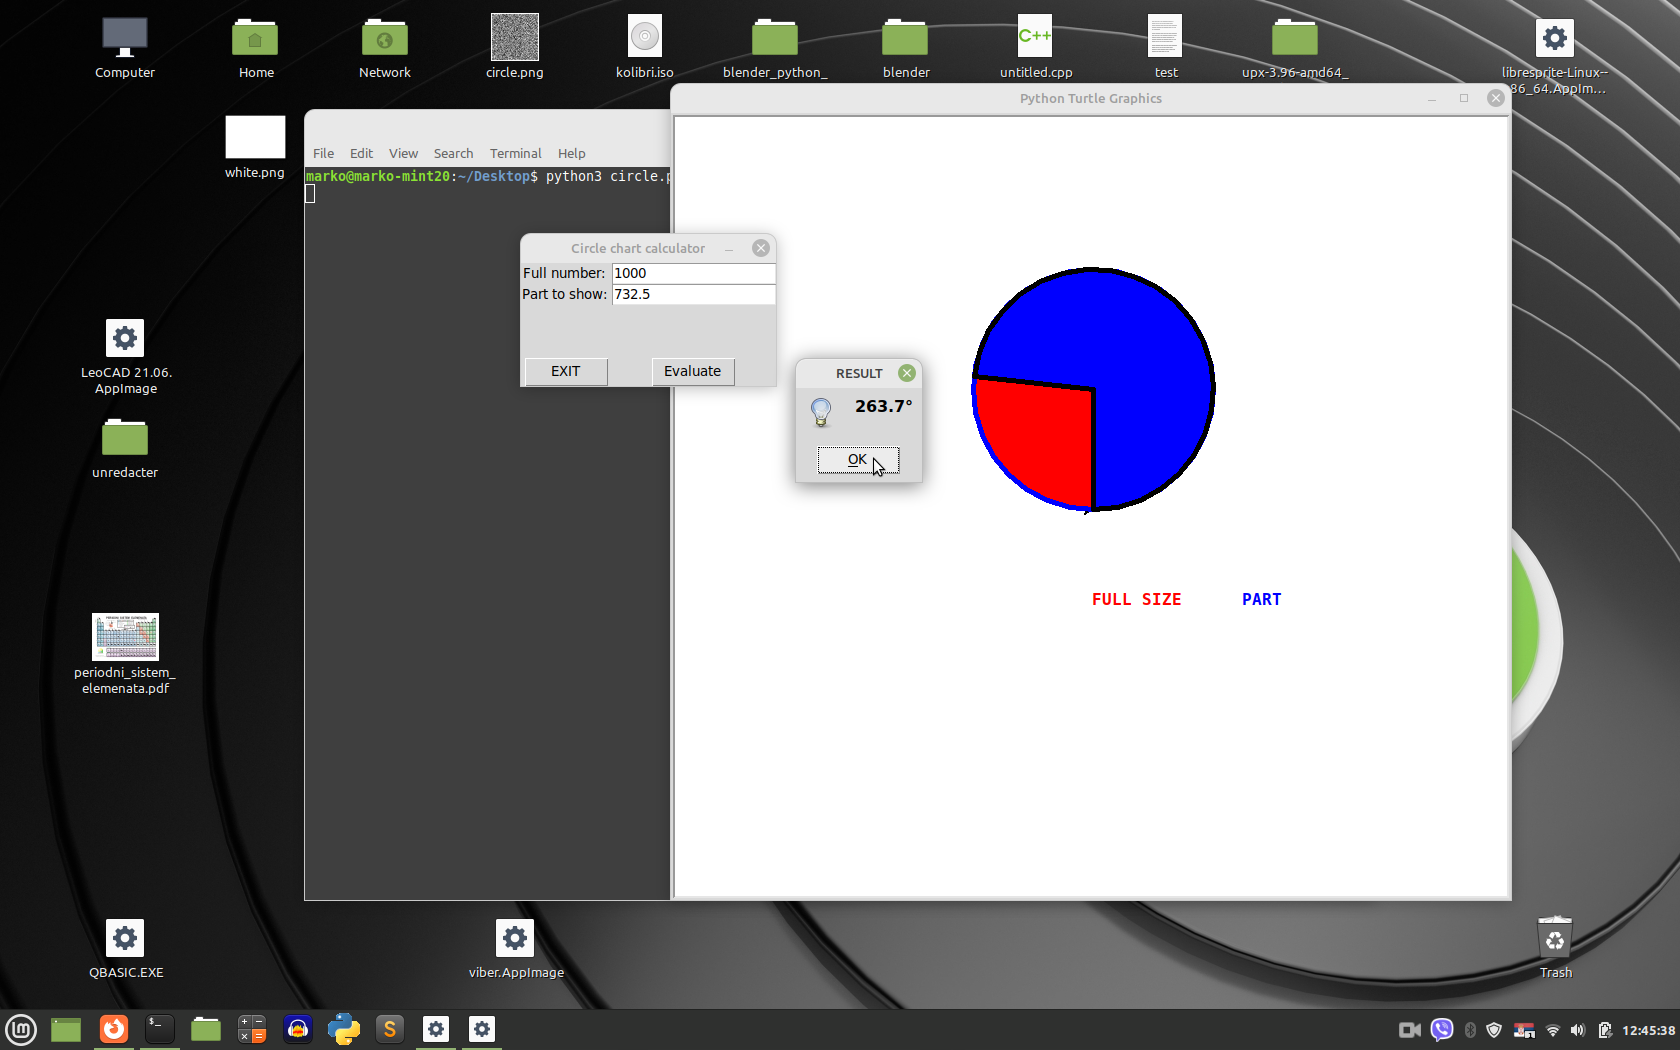 Computer
Home
Network
circle.png
kolibri.iso
blender_python_
blender
untitled.cpp
test
upx-3.96-amd64_
libresprite-Linux--
86_64.AppIm...
C++
white.png
Python Turtle Graphics
File Edit View Search Terminal Help
marko@marko-mint20:~/Desktop$ python3 circle.p
Circle chart calculator
Full number: 1000
Part to show: 732.5
EXIT
Evaluate
RESULT
263.7°
OK
FULL SIZE
PART
LeoCAD 21.06.
AppImage
unredacter
periodni_sistem_
elemenata.pdf
QBASIC.EXE
viber.AppImage
Trash
12:45:38